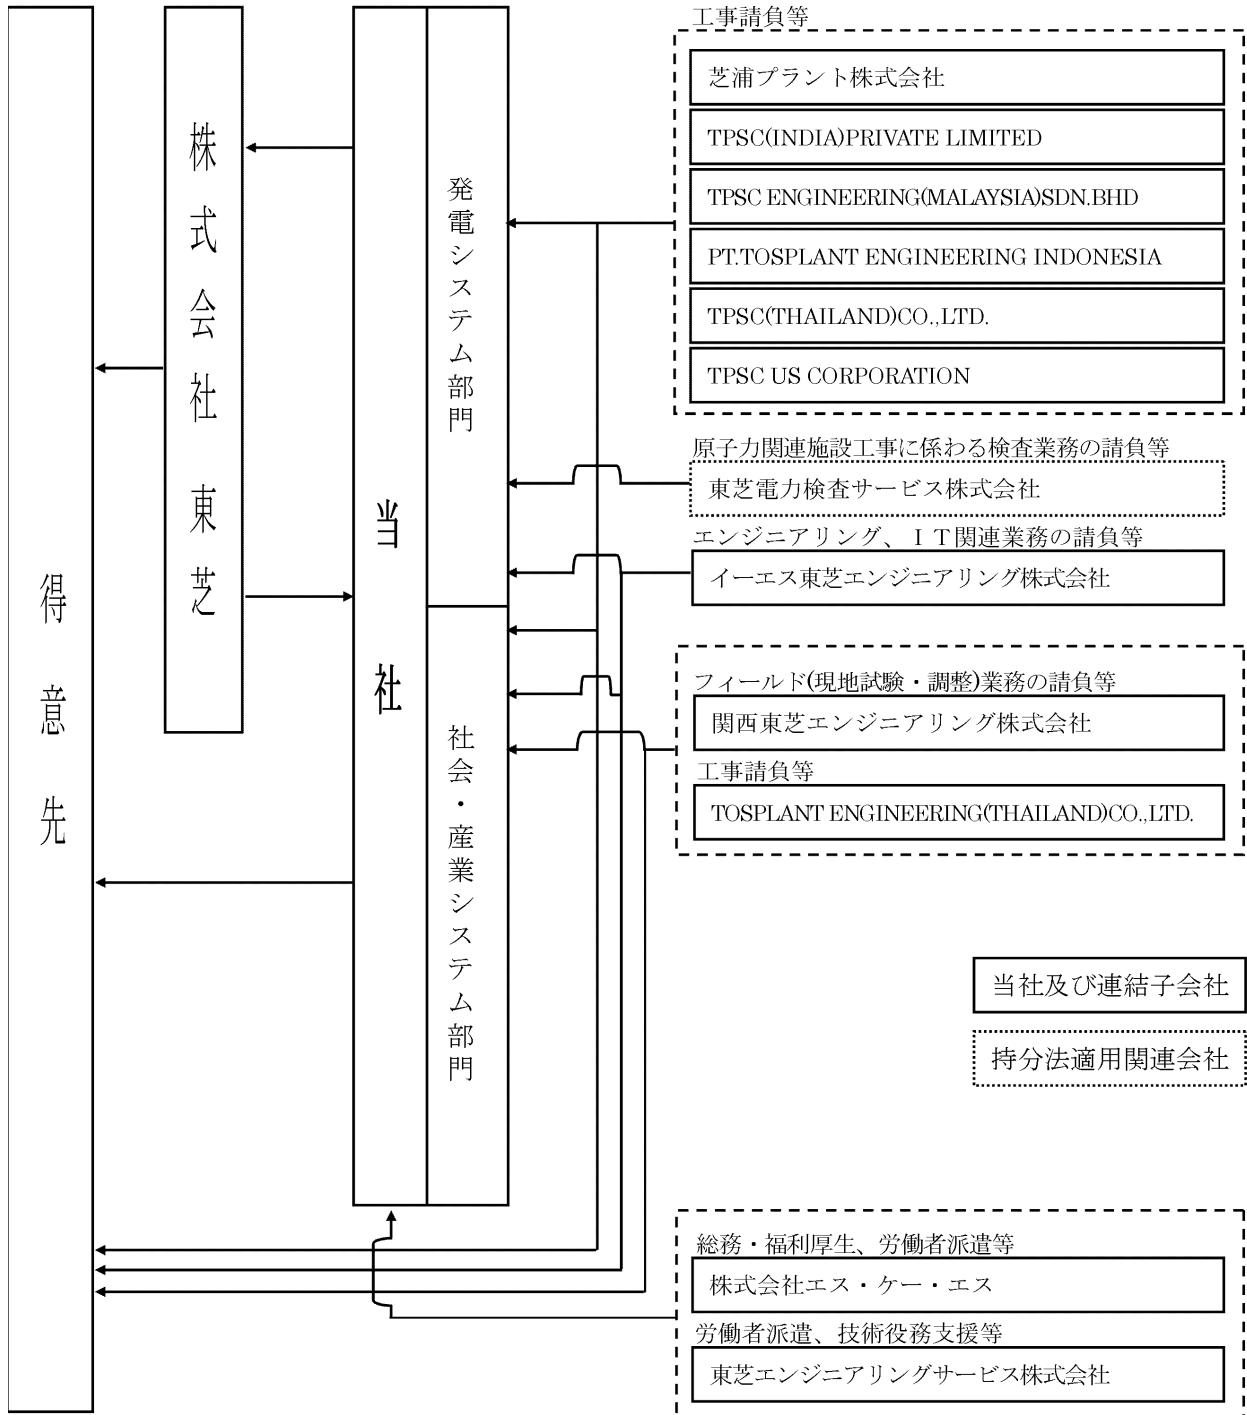 得意先
株式会社 東芝
当社
発電システム部門
社会・産業システム部門
工事請負等
芝浦プラント株式会社
TPSC(INDIA)PRIVATE LIMITED
TPSC ENGINEERING(MALAYSIA)SDN.BHD
PT.TOSPLANT ENGINEERING INDONESIA
TPSC(THAILAND)CO.,LTD.
TPSC US CORPORATION
原子力関連施設工事に係わる検査業務の請負等
東芝電力検査サービス株式会社
エンジニアリング、ＩＴ関連業務の請負等
イーエス東芝エンジニアリング株式会社
フィールド(現地試験・調整)業務の請負等
関西東芝エンジニアリング株式会社
工事請負等
TOSPLANT ENGINEERING(THAILAND)CO.,LTD.
当社及び連結子会社
持分法適用関連会社
総務・福利厚生、労働者派遣等
株式会社エス・ケー・エス
労働者派遣、技術役務支援等
東芝エンジニアリングサービス株式会社